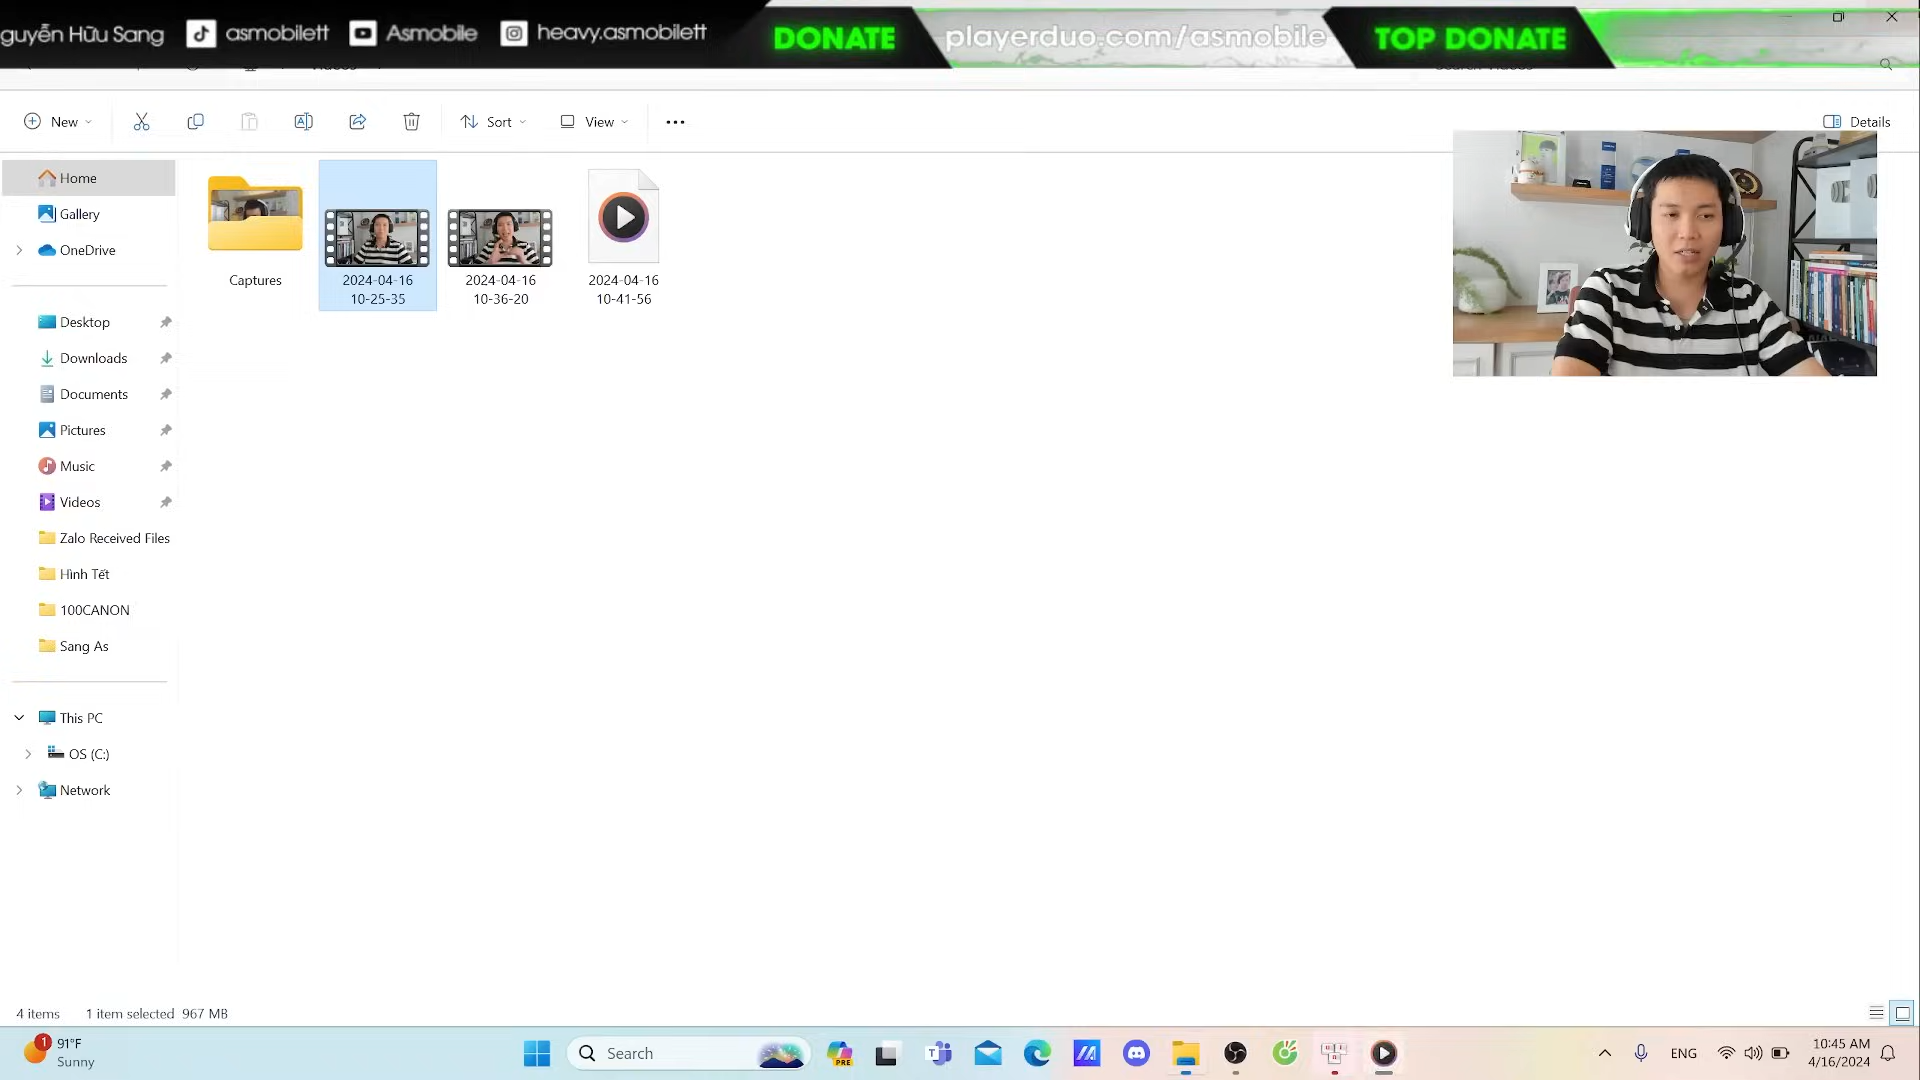 guyễn Hữu Sang asmobilett Asmobile heavy.asmobilett DONATE playerduo.com/asmobile TOP DONATE
New Sort View Details
Home
Gallery
OneDrive
Captures
2024-04-16
10-25-35
2024-04-16
10-36-20
2024-04-16
10-41-56
Desktop
Downloads
Documents
Pictures
Music
Videos
Zalo Received Files
Hình Tết
100CANON
Sang As
This PC
OS (C:)
Network
4 items 1 item selected 967 MB
1 91°F
Sunny
Search
PRE
ENG
10:45 AM
4/16/2024